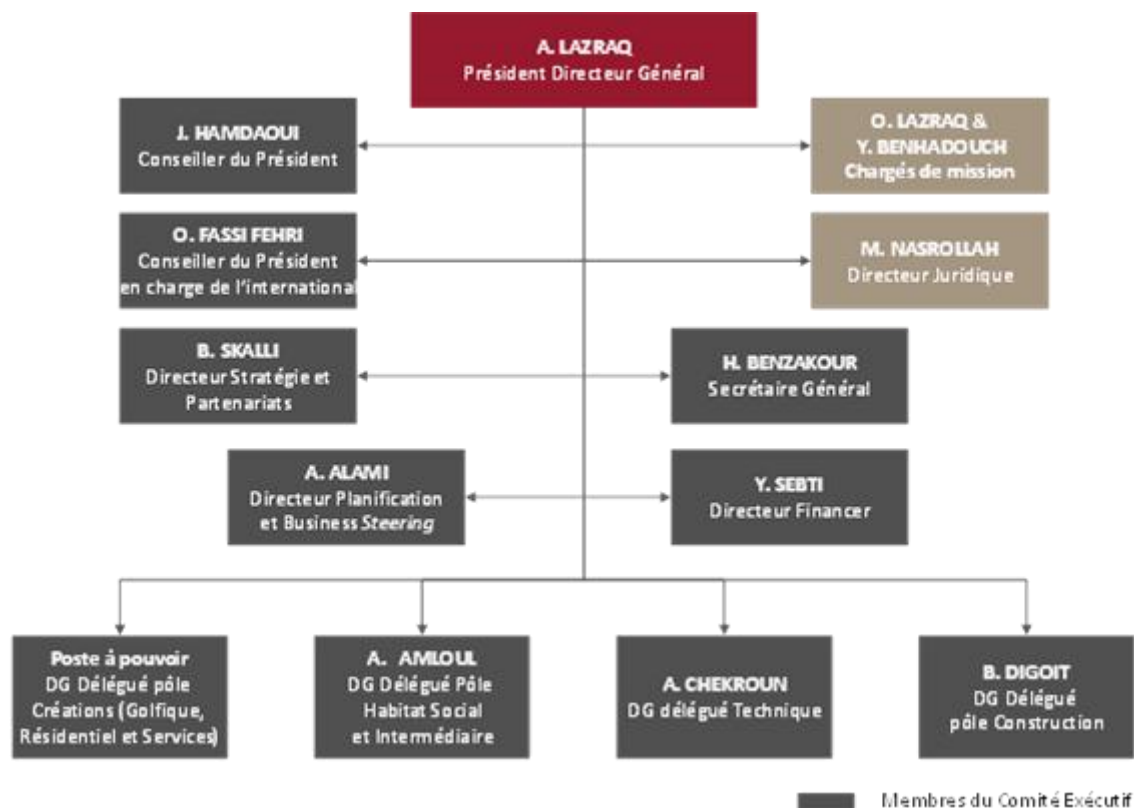 A. LAZRAQ
Président Directeur Général
J. HAMDAOUI
Conseiller du Président
O. LAZRAQ &
Y. BENHADOUCH
Chargés de mission
O. FASSI FEHRI
Conseiller du Président
en charge de l'international
M. NASROLLAH
Directeur Juridique
B. SKALLI
Directeur Stratégie et
Partenariats
H. BENZAKOUR
Secrétaire Général
A. ALAMI
Directeur Planification
et Business Steering
Y. SEBTI
Directeur Financer
Poste à pouvoir
DG Délégué pôle
Créations (Golfique,
Résidentiel et Services)
A. AMLOUL
DG Délégué Pôle
Habitat Social
et Intermédiaire
A. CHEKROUN
DG délégué Technique
B. DIGOIT
DG Délégué
pôle Construction
Membres du Comité Exécutif